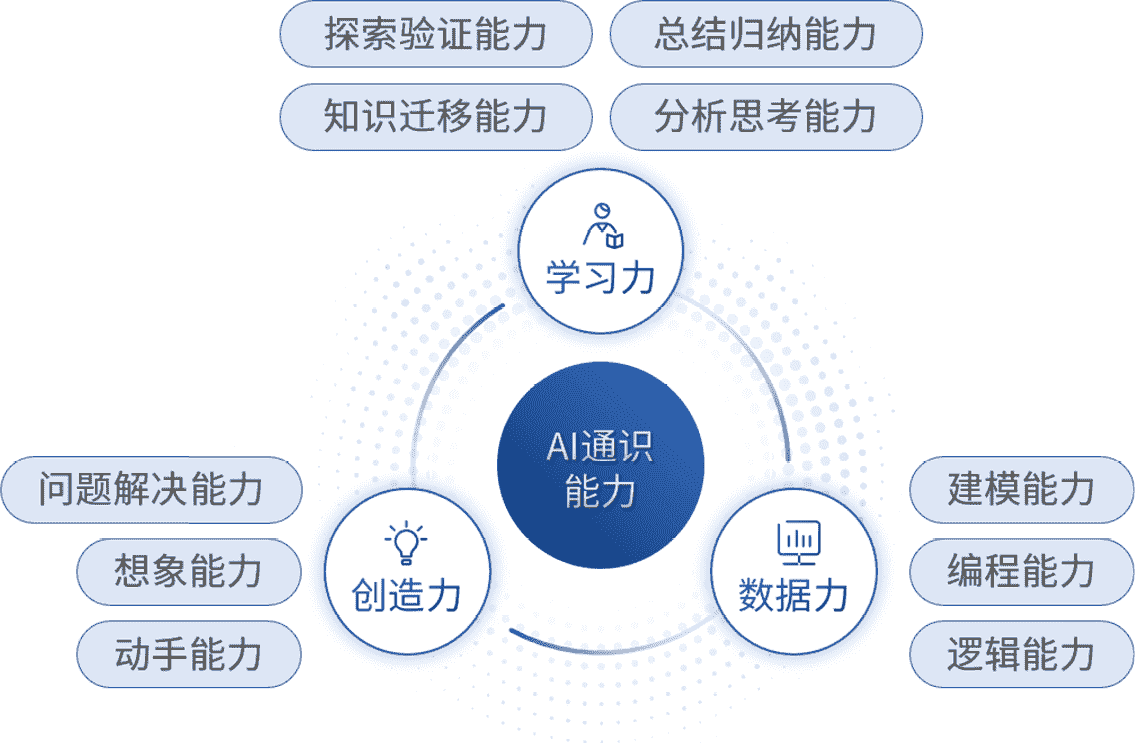 探索验证能力
总结归纳能力
知识迁移能力
分析思考能力
学习力
AI通识
能力
问题解决能力
想象能力
动手能力
创造力
数据力
建模能力
编程能力
逻辑能力